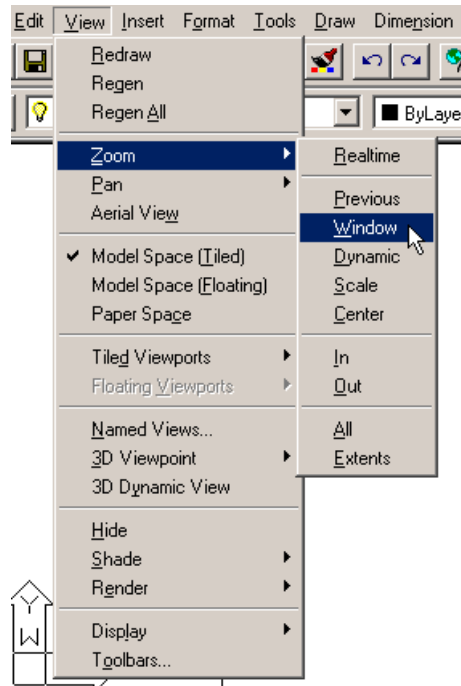 Edit View Insert Format Tools Draw Dimension
Redraw
Regen
Regen All
ByLaye
Zoom
Realtime
Pan
Previous
Aerial View
Window
Model Space (Tiled)
Dynamic
Model Space (Floating)
Scale
Paper Space
Center
Tiled Viewports
In
Floating Viewports
Out
Named Views...
All
3D Viewpoint
Extents
3D Dynamic View
Hide
Shade
Render
Y
W
Display
Toolbars...